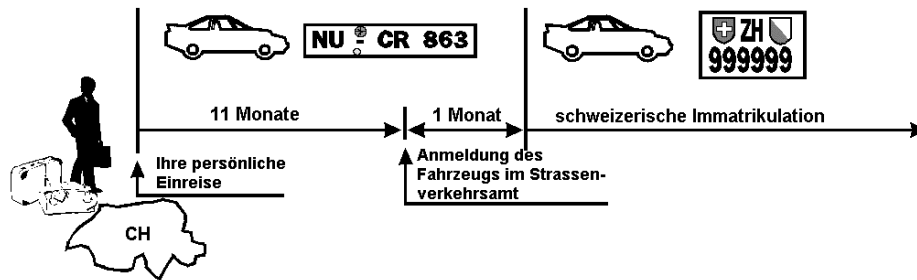 NU - CR 863
ZH
999999
11 Monate
1 Monat
schweizerische Immatrikulation
Ihre persönliche
Einreise
Anmeldung des
Fahrzeugs im Strassen-
verkehrsamt
CH